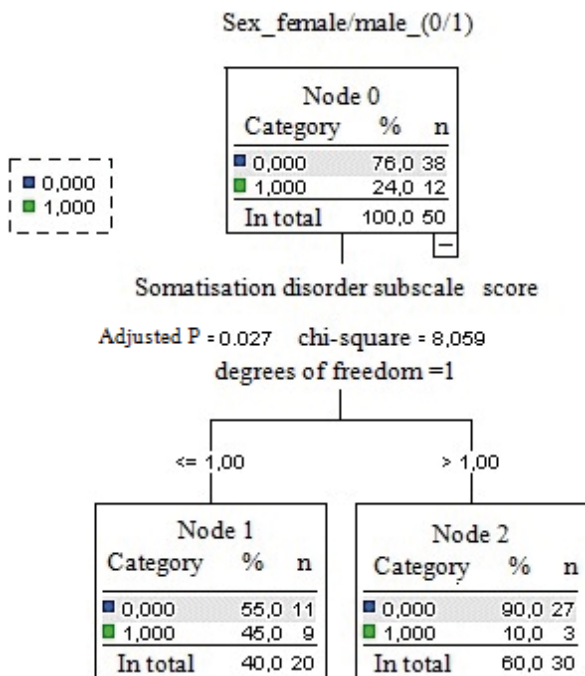 Sex_female/male_(0/1)
Node 0
Category % n
0,000 76,0 38
1,000 24,0 12
In total 100,0 50
0,000
1,000
Somatisation disorder subscale score
Adjusted P = 0.027 chi-square = 8,059
degrees of freedom =1
<= 1,00
> 1,00
Node 1
Category % n
0,000 55,0 11
1,000 45,0 9
In total 40,0 20
Node 2
Category % n
0,000 90,0 27
1,000 10,0 3
In total 60,0 30